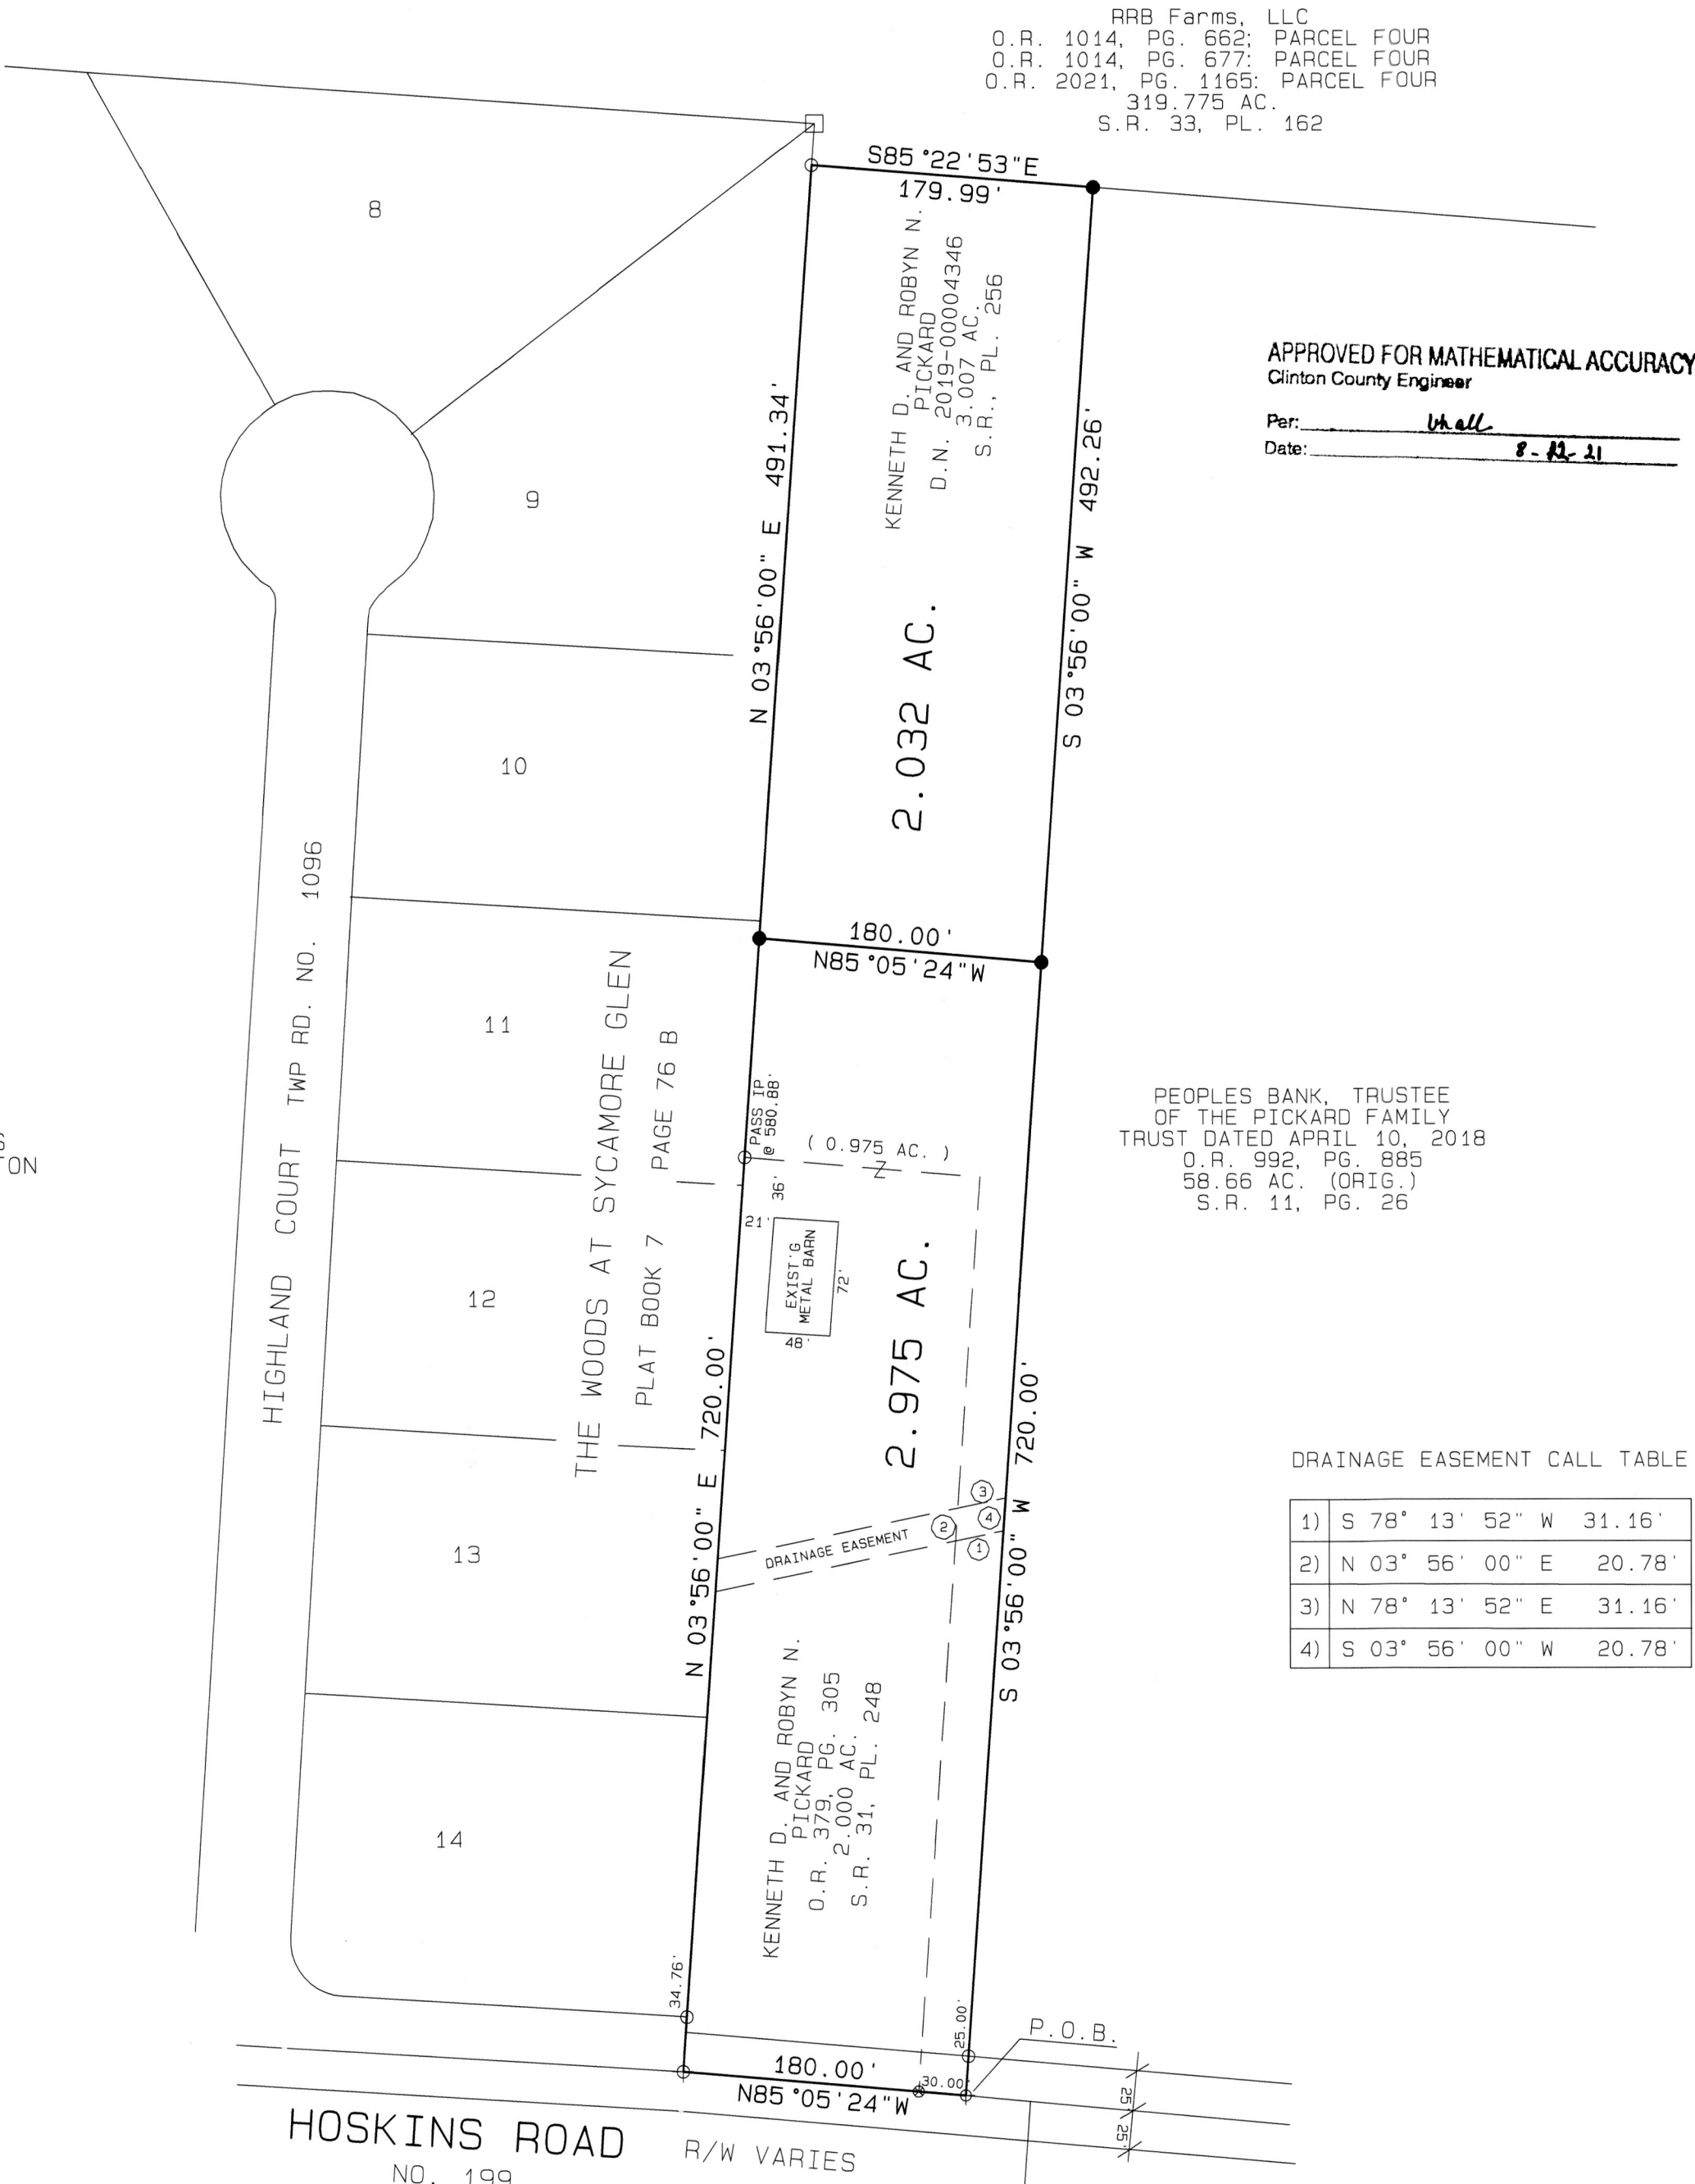 RRB Farms, LLC
O.R. 1014, PG. 662; PARCEL FOUR
O.R. 1014, PG. 677: PARCEL FOUR
O.R. 2021, PG. 1165: PARCEL FOUR
319.775 AC.
S.R. 33, PL. 162
S85°22'53"E
179.99'
8
KENNETH D. AND ROBYN N.
PICKARD
D.N. 2019-00004346
3.007 AC.
S.R., PL. 256
APPROVED FOR MATHEMATICAL ACCURACY
Clinton County Engineer
Per:
Date: 8-12-21
N 03°56'00" E 491.34'
S 03°56'00" W 492.26'
9
2.032 AC.
10
180.00'
N85°05'24"W
HIGHLAND COURT TWP RD. NO. 1096
11
THE WOODS AT SYCAMORE GLEN
PLAT BOOK 7 PAGE 76 B
@ PASS IP
@ 580.88'
( 0.975 AC. )
Z
36'
21'
EXIST'G
METAL BARN
72'
48'
2.975 AC.
PEOPLES BANK, TRUSTEE
OF THE PICKARD FAMILY
TRUST DATED APRIL 10, 2018
O.R. 992, PG. 885
58.66 AC. (ORIG.)
S.R. 11, PG. 26
S
TON
12
N 03°56'00" E 720.00'
S 03°56'00" W 720.00'
DRAINAGE EASEMENT
3
4
2
1
DRAINAGE EASEMENT CALL TABLE
1) S 78° 13' 52" W 31.16'
2) N 03° 56' 00" E 20.78'
3) N 78° 13' 52" E 31.16'
4) S 03° 56' 00" W 20.78'
13
KENNETH D. AND ROBYN N.
PICKARD
O.R. 379, PG. 305
2.000 AC.
S.R. 31, PL. 248
14
34.76'
25.00'
P.O.B.
180.00'
30.00'
N85°05'24"W
25'
25'
HOSKINS ROAD
R/W VARIES
NO. 199